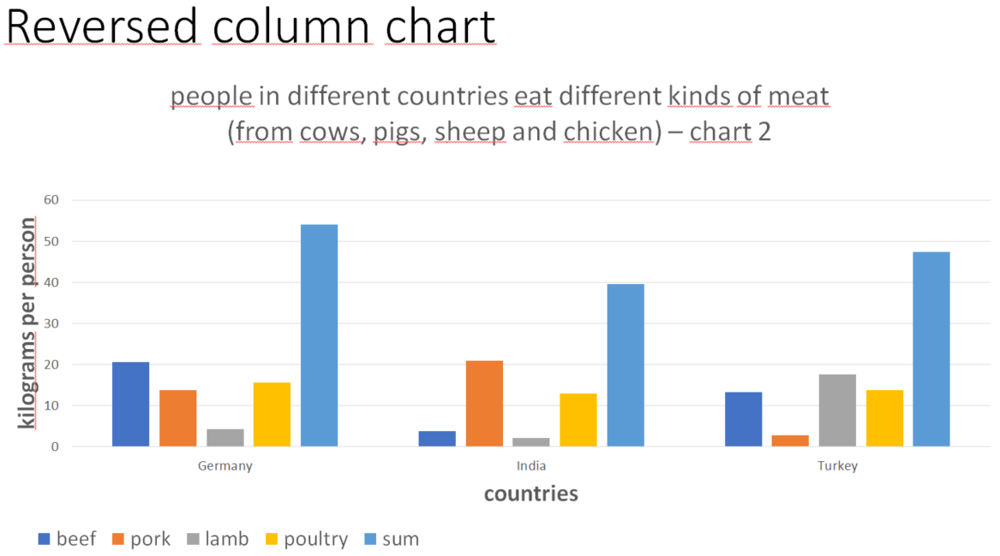 Reversed column chart
people in different countries eat different kinds of meat
(from cows, pigs, sheep and chicken) – chart 2
60
50
40
30
20
10
0
kilograms per person
Germany
India
Turkey
countries
beef
pork
lamb
poultry
sum